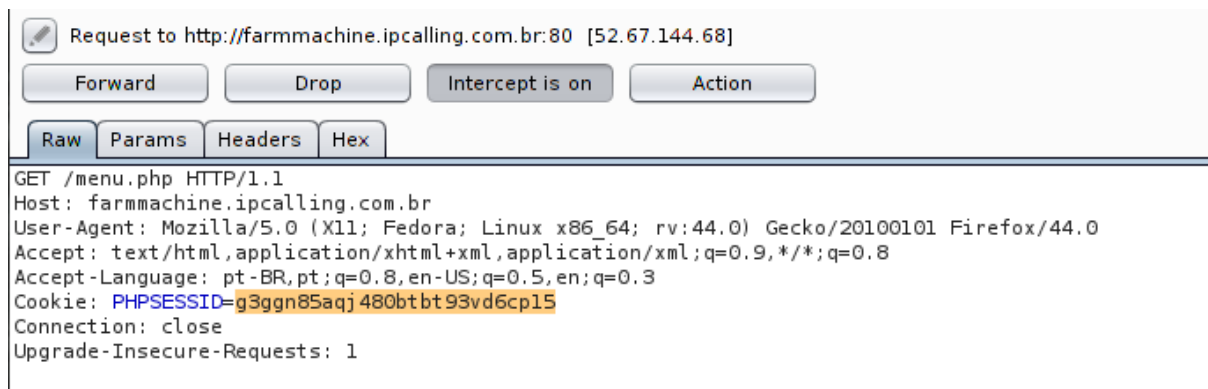 Request to http://farmmachine.ipcalling.com.br:80 [52.67.144.68]
Forward Drop Intercept is on Action
Raw Params Headers Hex
GET /menu.php HTTP/1.1
Host: farmmachine.ipcalling.com.br
User-Agent: Mozilla/5.0 (X11; Fedora; Linux x86_64; rv:44.0) Gecko/20100101 Firefox/44.0
Accept: text/html,application/xhtml+xml,application/xml;q=0.9,*/*;q=0.8
Accept-Language: pt-BR,pt;q=0.8,en-US;q=0.5,en;q=0.3
Cookie: PHPSESSID=g3ggn85aqj480btbt93vd6cpl5
Connection: close
Upgrade-Insecure-Requests: 1